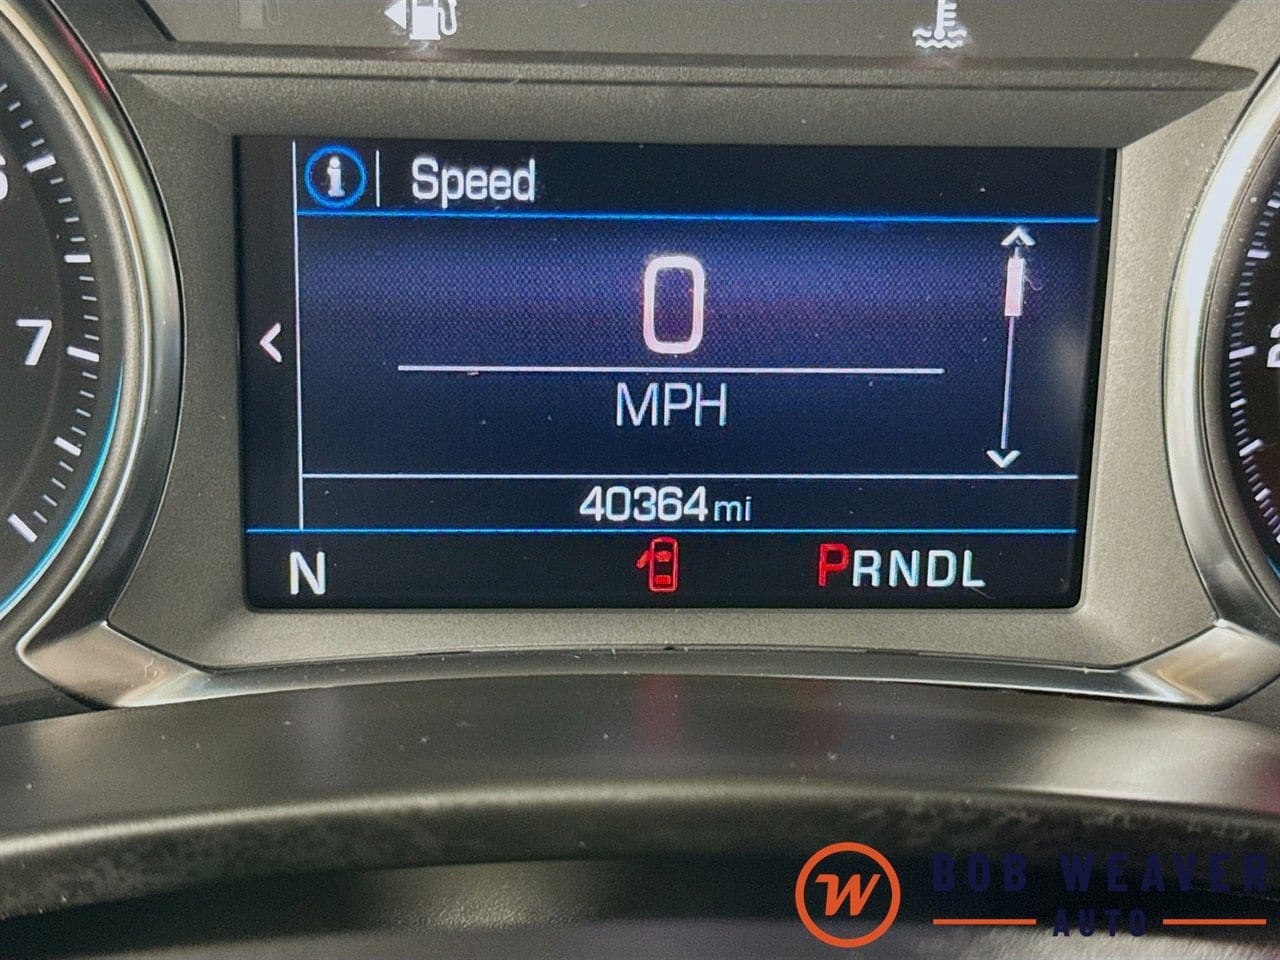 Speed
0
MPH
40364 mi
N
PRNDL
7
W BOB WEAVER
AUTO